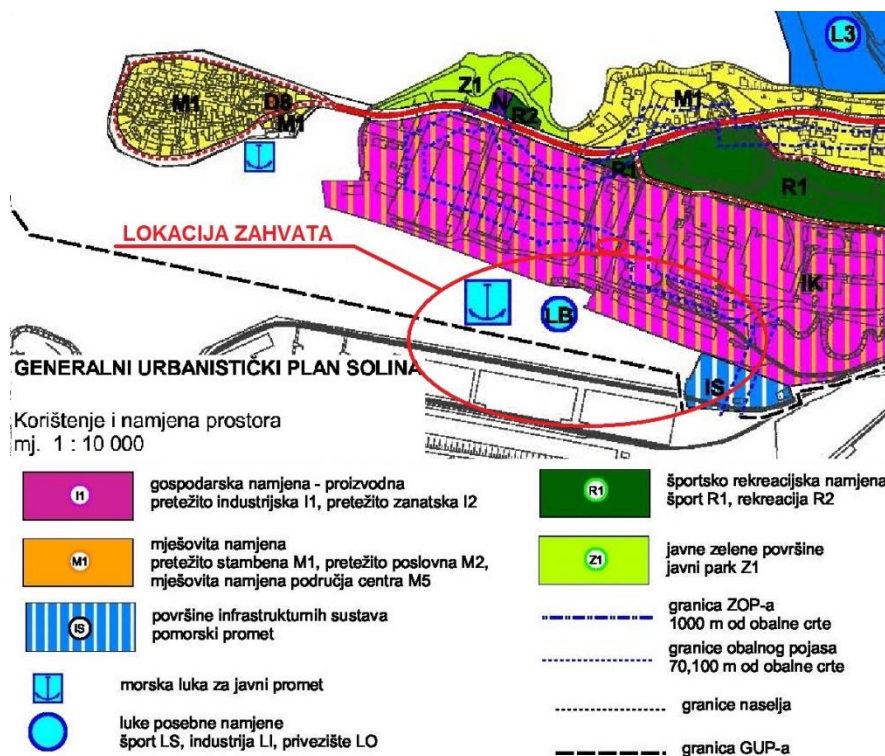 L3
Z1
M1
D8
M1
N
R2
M1
R1
R1
LOKACIJA ZAHVATA
IK
LB
IS
GENERALNI URBANISTIČKI PLAN SOLINA
Korištenje i namjena prostora
mj. 1 : 10 000
I1
gospodarska namjena - proizvodna
pretežito industrijska I1, pretežito zanatska I2
M1
mješovita namjena
pretežito stambena M1, pretežito poslovna M2,
mješovita namjena područja centra M5
IS
površine infrastrukturnih sustava
pomorski promet
morska luka za javni promet
luke posebne namjene
šport LS, industrija LI, privezište LO
R1
športsko rekreacijska namjena
šport R1, rekreacija R2
Z1
javne zelene površine
javni park Z1
granica ZOP-a
1000 m od obalne crte
granice obalnog pojasa
70,100 m od obalne crte
granice naselja
granica GUP-a